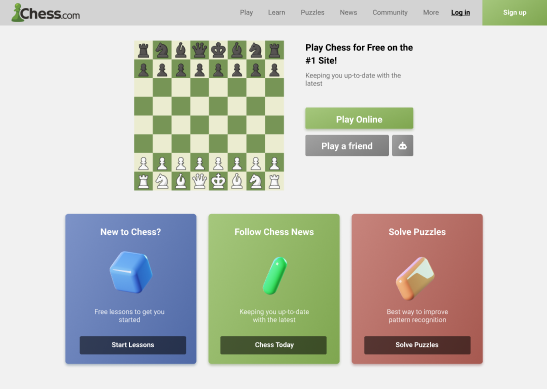 Chess.com
Play
Learn
Puzzles
News
Community
More
Log in
Sign up
Play Chess for Free on the
#1 Site!
Keeping you up-to-date with the
latest
Play Online
Play a friend
New to Chess?
Follow Chess News
Solve Puzzles
Free lessons to get you
started
Keeping you up-to-date
with the latest
Best way to improve
pattern recognition
Start Lessons
Chess Today
Solve Puzzles